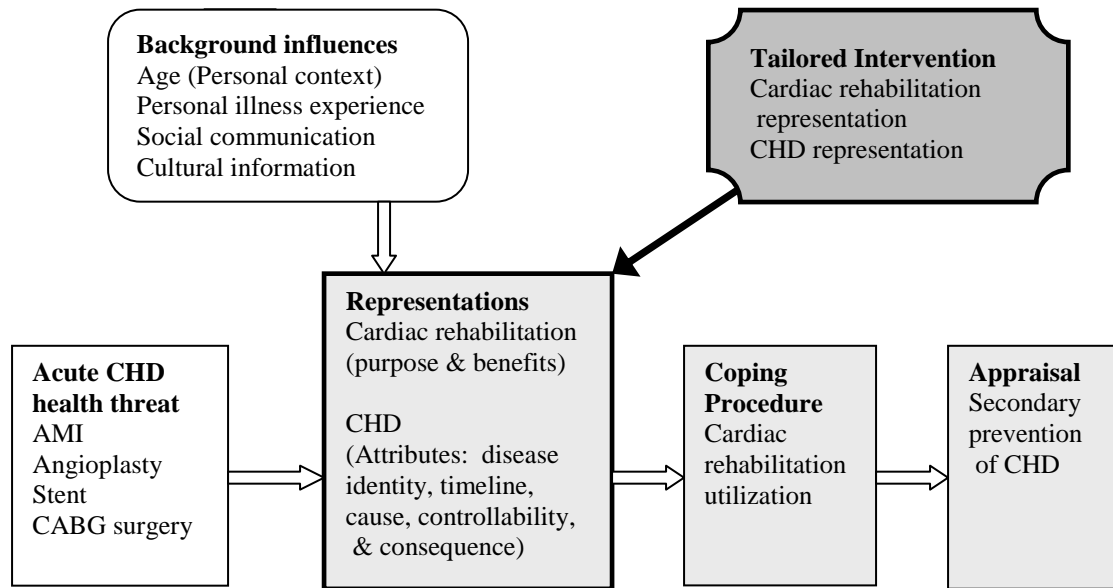 Background influences
Age (Personal context)
Personal illness experience
Social communication
Cultural information
Tailored Intervention
Cardiac rehabilitation
representation
CHD representation
Acute CHD
health threat
AMI
Angioplasty
Stent
CABG surgery
Representations
Cardiac rehabilitation
(purpose & benefits)
CHD
(Attributes: disease
identity, timeline,
cause, controllability,
& consequence)
Coping
Procedure
Cardiac
rehabilitation
utilization
Appraisal
Secondary
prevention
of CHD